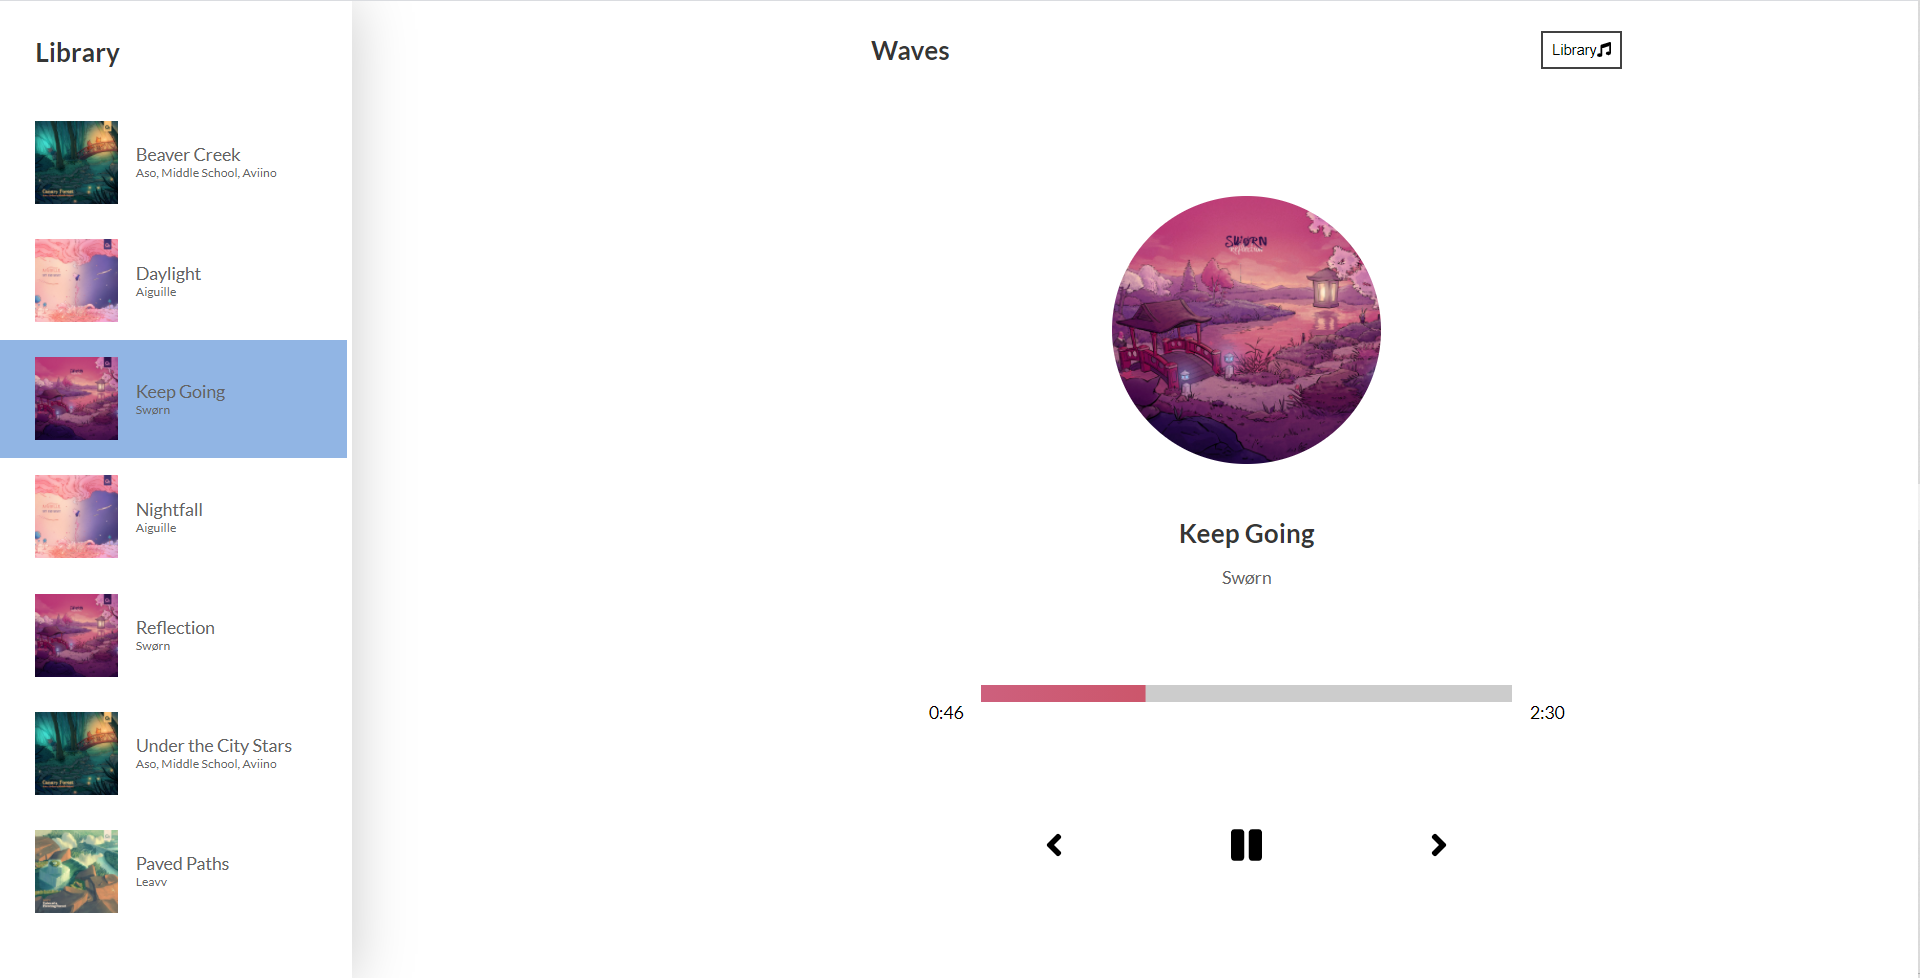 Library
Beaver Creek
Aso, Middle School, Aviino
Daylight
Aiguille
Keep Going
Swørn
Nightfall
Aiguille
Reflection
Swørn
Under the City Stars
Aso, Middle School, Aviino
Paved Paths
Leavv
Waves
Library
SWØRN
Keep Going
Swørn
0:46
2:30